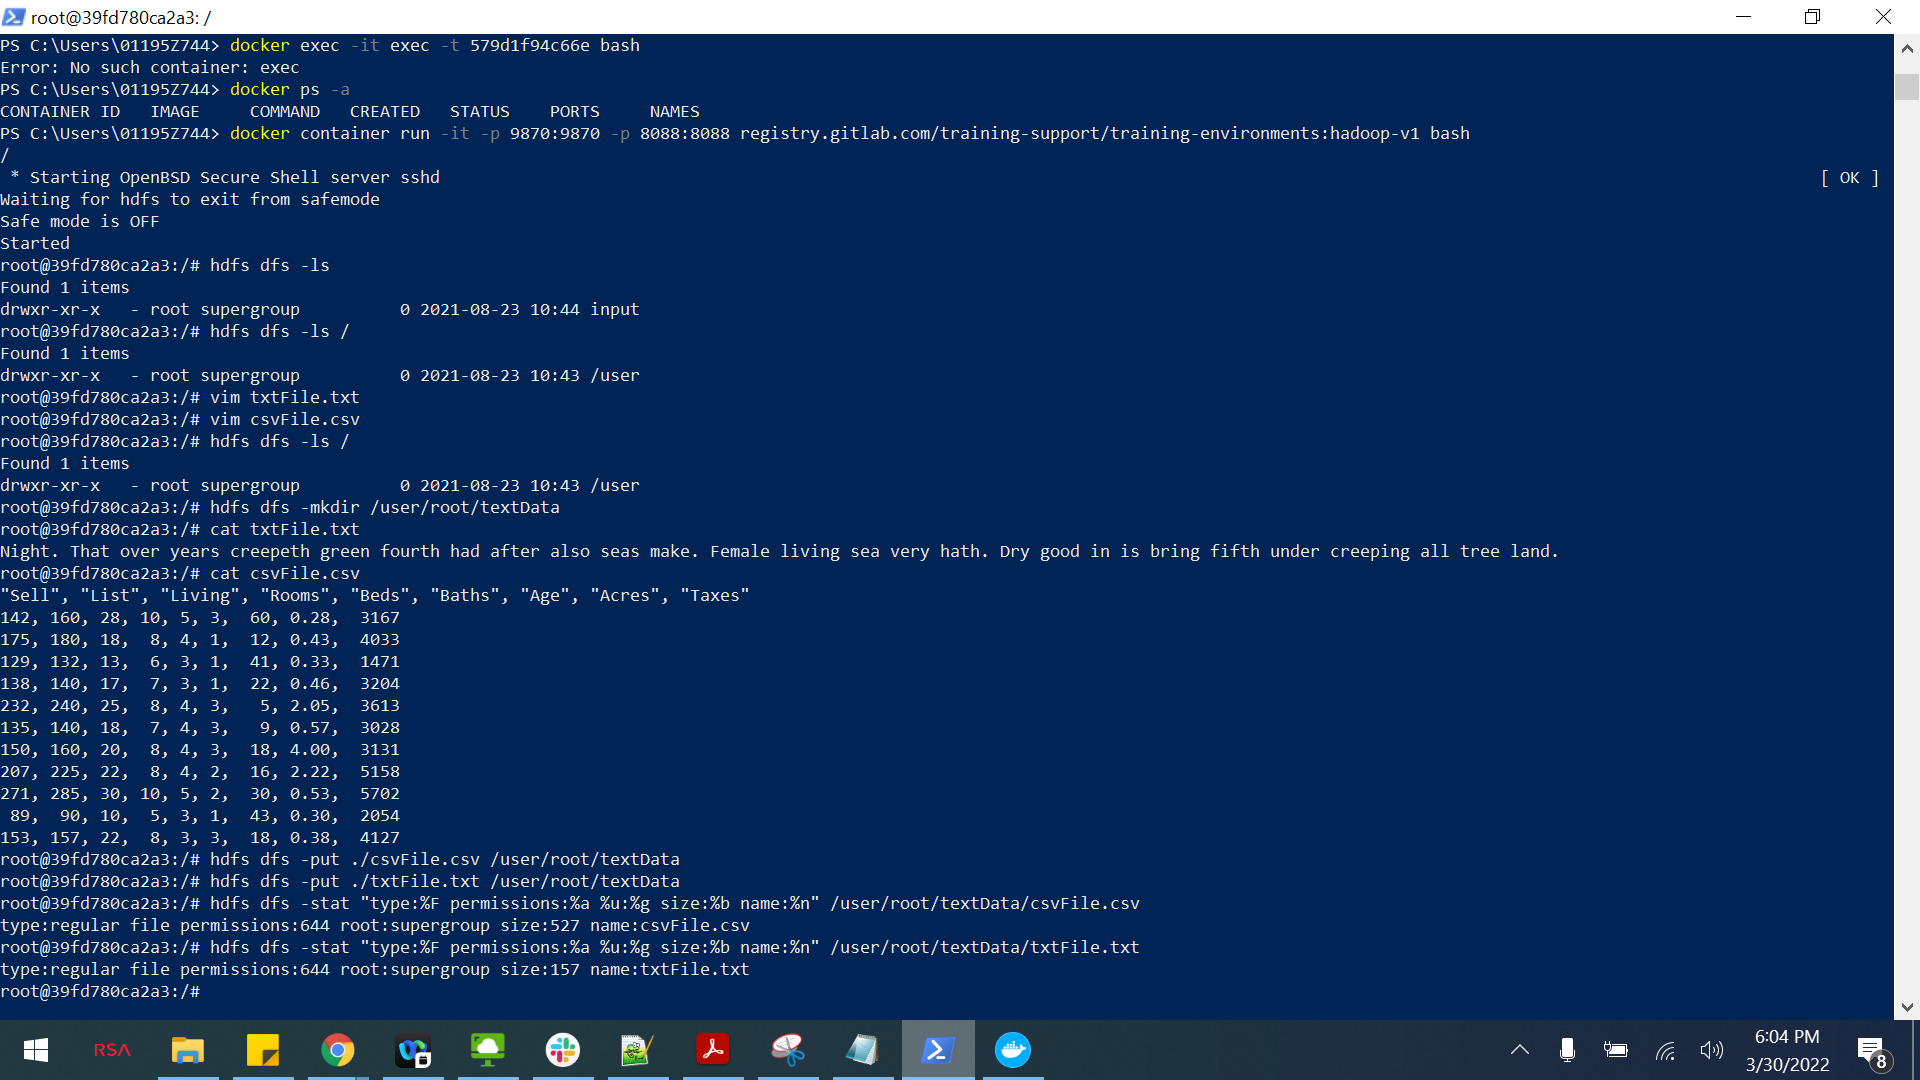 root@39fd780ca2a3: /
PS C:\Users\01195Z744> docker exec -it exec -t 579d1f94c66e bash
Error: No such container: exec
PS C:\Users\01195Z744> docker ps -a
CONTAINER ID   IMAGE     COMMAND   CREATED   STATUS    PORTS     NAMES
PS C:\Users\01195Z744> docker container run -it -p 9870:9870 -p 8088:8088 registry.gitlab.com/training-support/training-environments:hadoop-v1 bash
/
 * Starting OpenBSD Secure Shell server sshd [ OK ]
Waiting for hdfs to exit from safemode
Safe mode is OFF
Started
root@39fd780ca2a3:/# hdfs dfs -ls
Found 1 items
drwxr-xr-x   - root supergroup          0 2021-08-23 10:44 input
root@39fd780ca2a3:/# hdfs dfs -ls /
Found 1 items
drwxr-xr-x   - root supergroup          0 2021-08-23 10:43 /user
root@39fd780ca2a3:/# vim txtFile.txt
root@39fd780ca2a3:/# vim csvFile.csv
root@39fd780ca2a3:/# hdfs dfs -ls /
Found 1 items
drwxr-xr-x   - root supergroup          0 2021-08-23 10:43 /user
root@39fd780ca2a3:/# hdfs dfs -mkdir /user/root/textData
root@39fd780ca2a3:/# cat txtFile.txt
Night. That over years creepeth green fourth had after also seas make. Female living sea very hath. Dry good in is bring fifth under creeping all tree land.
root@39fd780ca2a3:/# cat csvFile.csv
"Sell", "List", "Living", "Rooms", "Beds", "Baths", "Age", "Acres", "Taxes"
142, 160, 28, 10, 5, 3,  60, 0.28,  3167
175, 180, 18,  8, 4, 1,  12, 0.43,  4033
129, 132, 13,  6, 3, 1,  41, 0.33,  1471
138, 140, 17,  7, 3, 1,  22, 0.46,  3204
232, 240, 25,  8, 4, 3,   5, 2.05,  3613
135, 140, 18,  7, 4, 3,   9, 0.57,  3028
150, 160, 20,  8, 4, 3,  18, 4.00,  3131
207, 225, 22,  8, 4, 2,  16, 2.22,  5158
271, 285, 30, 10, 5, 2,  30, 0.53,  5702
 89,  90, 10,  5, 3, 1,  43, 0.30,  2054
153, 157, 22,  8, 3, 3,  18, 0.38,  4127
root@39fd780ca2a3:/# hdfs dfs -put ./csvFile.csv /user/root/textData
root@39fd780ca2a3:/# hdfs dfs -put ./txtFile.txt /user/root/textData
root@39fd780ca2a3:/# hdfs dfs -stat "type:%F permissions:%a %u:%g size:%b name:%n" /user/root/textData/csvFile.csv
type:regular file permissions:644 root:supergroup size:527 name:csvFile.csv
root@39fd780ca2a3:/# hdfs dfs -stat "type:%F permissions:%a %u:%g size:%b name:%n" /user/root/textData/txtFile.txt
type:regular file permissions:644 root:supergroup size:157 name:txtFile.txt
root@39fd780ca2a3:/#
RSA
6:04 PM
3/30/2022
8